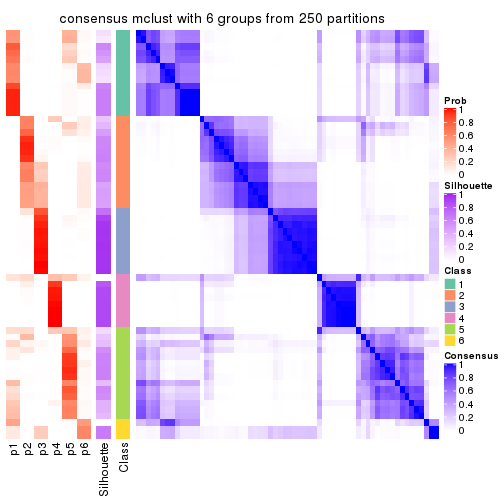 consensus mclust with 6 groups from 250 partitions
Prob
1
0.8
0.6
0.4
0.2
0
Silhouette
1
0.8
0.6
0.4
0.2
0
Class
1
2
3
4
5
6
Consensus
1
0.8
0.6
0.4
0.2
0
p1
p2
p3
p4
p5
p6
Silhouette
Class